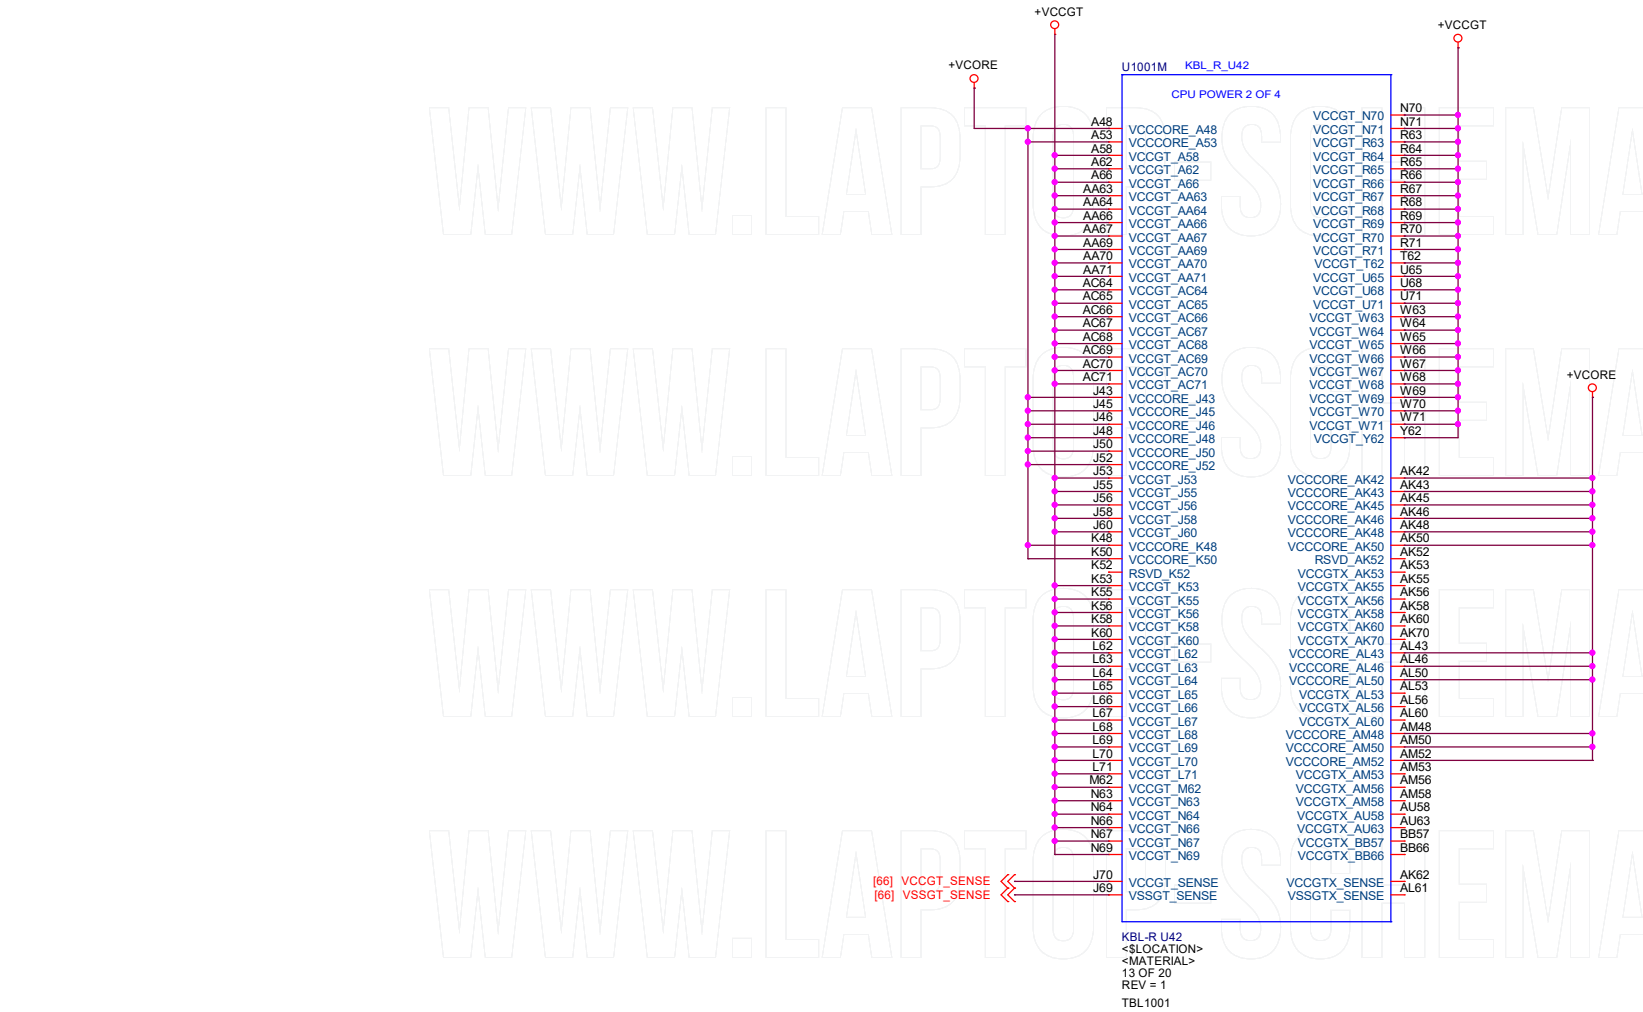 +VCCGT
+VCCGT
+VCORE
U1001M KBL_R_U42
CPU POWER 2 OF 4
A48 VCCCORE_A48
A53 VCCCORE_A53
A58 VCCGT_A58
A62 VCCGT_A62
A66 VCCGT_A66
AA63 VCCGT_AA63
AA64 VCCGT_AA64
AA66 VCCGT_AA66
AA67 VCCGT_AA67
AA69 VCCGT_AA69
AA70 VCCGT_AA70
AA71 VCCGT_AA71
AC64 VCCGT_AC64
AC65 VCCGT_AC65
AC66 VCCGT_AC66
AC67 VCCGT_AC67
AC68 VCCGT_AC68
AC69 VCCGT_AC69
AC70 VCCGT_AC70
AC71 VCCGT_AC71
J43 VCCCORE_J43
J45 VCCCORE_J45
J46 VCCCORE_J46
J48 VCCCORE_J48
J50 VCCCORE_J50
J52 VCCCORE_J52
J53 VCCGT_J53
J55 VCCGT_J55
J56 VCCGT_J56
J58 VCCGT_J58
J60 VCCGT_J60
K48 VCCCORE_K48
K50 VCCCORE_K50
K52 RSVD_K52
K53 VCCGT_K53
K55 VCCGT_K55
K56 VCCGT_K56
K58 VCCGT_K58
K60 VCCGT_K60
L62 VCCGT_L62
L63 VCCGT_L63
L64 VCCGT_L64
L65 VCCGT_L65
L66 VCCGT_L66
L67 VCCGT_L67
L68 VCCGT_L68
L69 VCCGT_L69
L70 VCCGT_L70
L71 VCCGT_L71
M62 VCCGT_M62
N63 VCCGT_N63
N64 VCCGT_N64
N66 VCCGT_N66
N67 VCCGT_N67
N69 VCCGT_N69
[66] VCCGT_SENSE J70 VCCGT_SENSE
[66] VSSGT_SENSE J69 VSSGT_SENSE
VCCGT_N70 N70
VCCGT_N71 N71
VCCGT_R63 R63
VCCGT_R64 R64
VCCGT_R65 R65
VCCGT_R66 R66
VCCGT_R67 R67
VCCGT_R68 R68
VCCGT_R69 R69
VCCGT_R70 R70
VCCGT_R71 R71
VCCGT_T62 T62
VCCGT_U65 U65
VCCGT_U68 U68
VCCGT_U71 U71
VCCGT_W63 W63
VCCGT_W64 W64
VCCGT_W65 W65
VCCGT_W66 W66
VCCGT_W67 W67
VCCGT_W68 W68
VCCGT_W69 W69
VCCGT_W70 W70
VCCGT_W71 W71
VCCGT_Y62 Y62
+VCORE
VCCCORE_AK42 AK42
VCCCORE_AK43 AK43
VCCCORE_AK45 AK45
VCCCORE_AK46 AK46
VCCCORE_AK48 AK48
VCCCORE_AK50 AK50
RSVD_AK52 AK52
VCCGTX_AK53 AK53
VCCGTX_AK55 AK55
VCCGTX_AK56 AK56
VCCGTX_AK58 AK58
VCCGTX_AK60 AK60
VCCGTX_AK70 AK70
VCCCORE_AL43 AL43
VCCCORE_AL46 AL46
VCCCORE_AL50 AL50
VCCGTX_AL53 AL53
VCCGTX_AL56 AL56
VCCGTX_AL60 AL60
VCCCORE_AM48 AM48
VCCCORE_AM50 AM50
VCCCORE_AM52 AM52
VCCGTX_AM53 AM53
VCCGTX_AM56 AM56
VCCGTX_AM58 AM58
VCCGTX_AU58 AU58
VCCGTX_AU63 AU63
VCCGTX_BB57 BB57
VCCGTX_BB66 BB66
VCCGTX_SENSE AK62
VSSGTX_SENSE AL61
KBL-R U42
<$LOCATION>
<MATERIAL>
13 OF 20
REV = 1
TBL1001
WWW.LAPTOP-SCHEMA
WWW.LAPTOP-SCHEMA
WWW.LAPTOP-SCHEMA
WWW.LAPTOP-SCHEMA